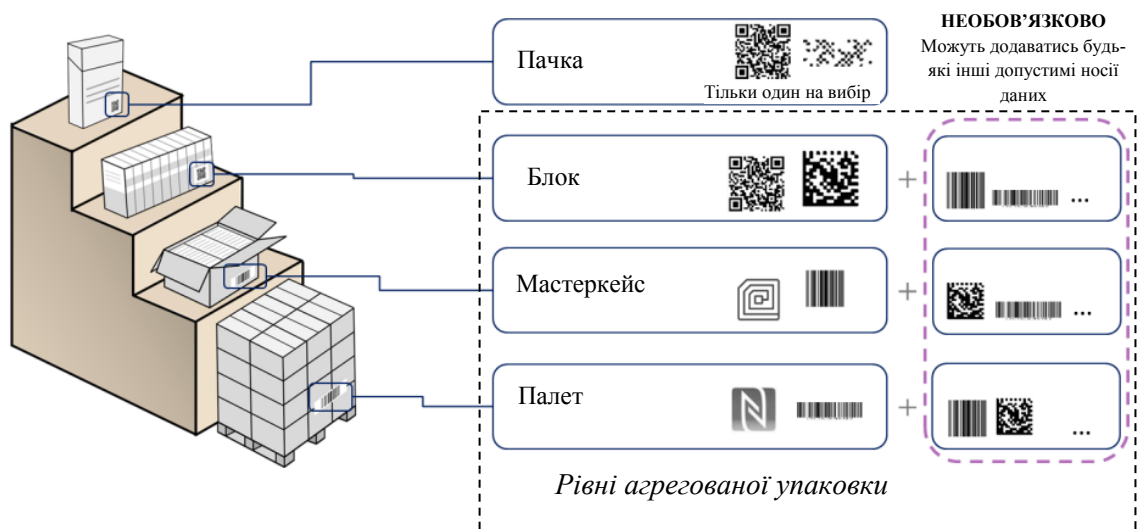 НЕОБОВ’ЯЗКОВО
Можуть додаватись будь-
які інші допустимі носії
даних
Пачка
Тільки один на вибір
Блок
+
...
Мастеркейс
+
...
Палет
+
...
Рівні агрегованої упаковки